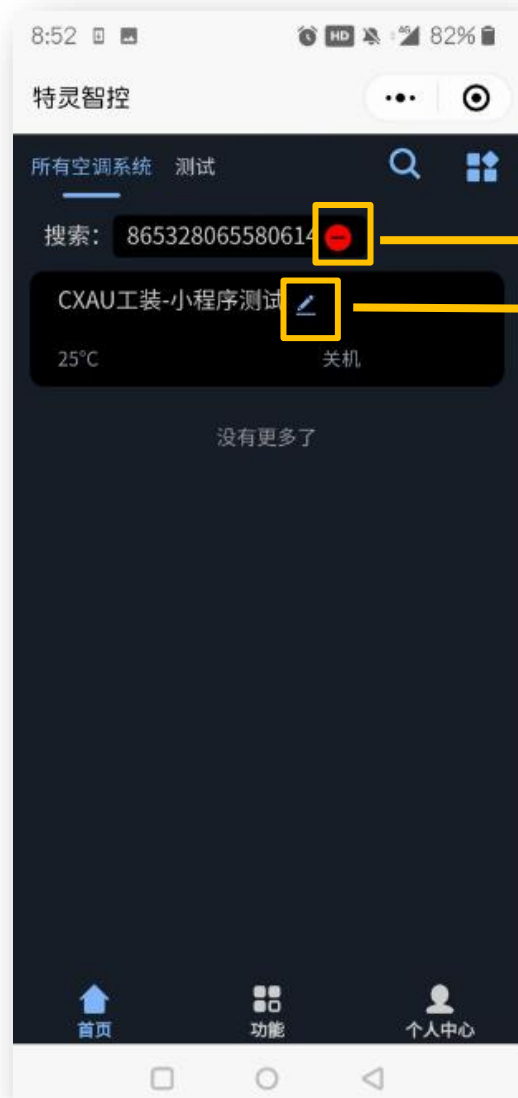 8:52 HD 4G 82%
特灵智控
所有空调系统 测试
搜索： 865328065580614
CXAU工装-小程序测试
25°C 关机
没有更多了
首页 功能 个人中心